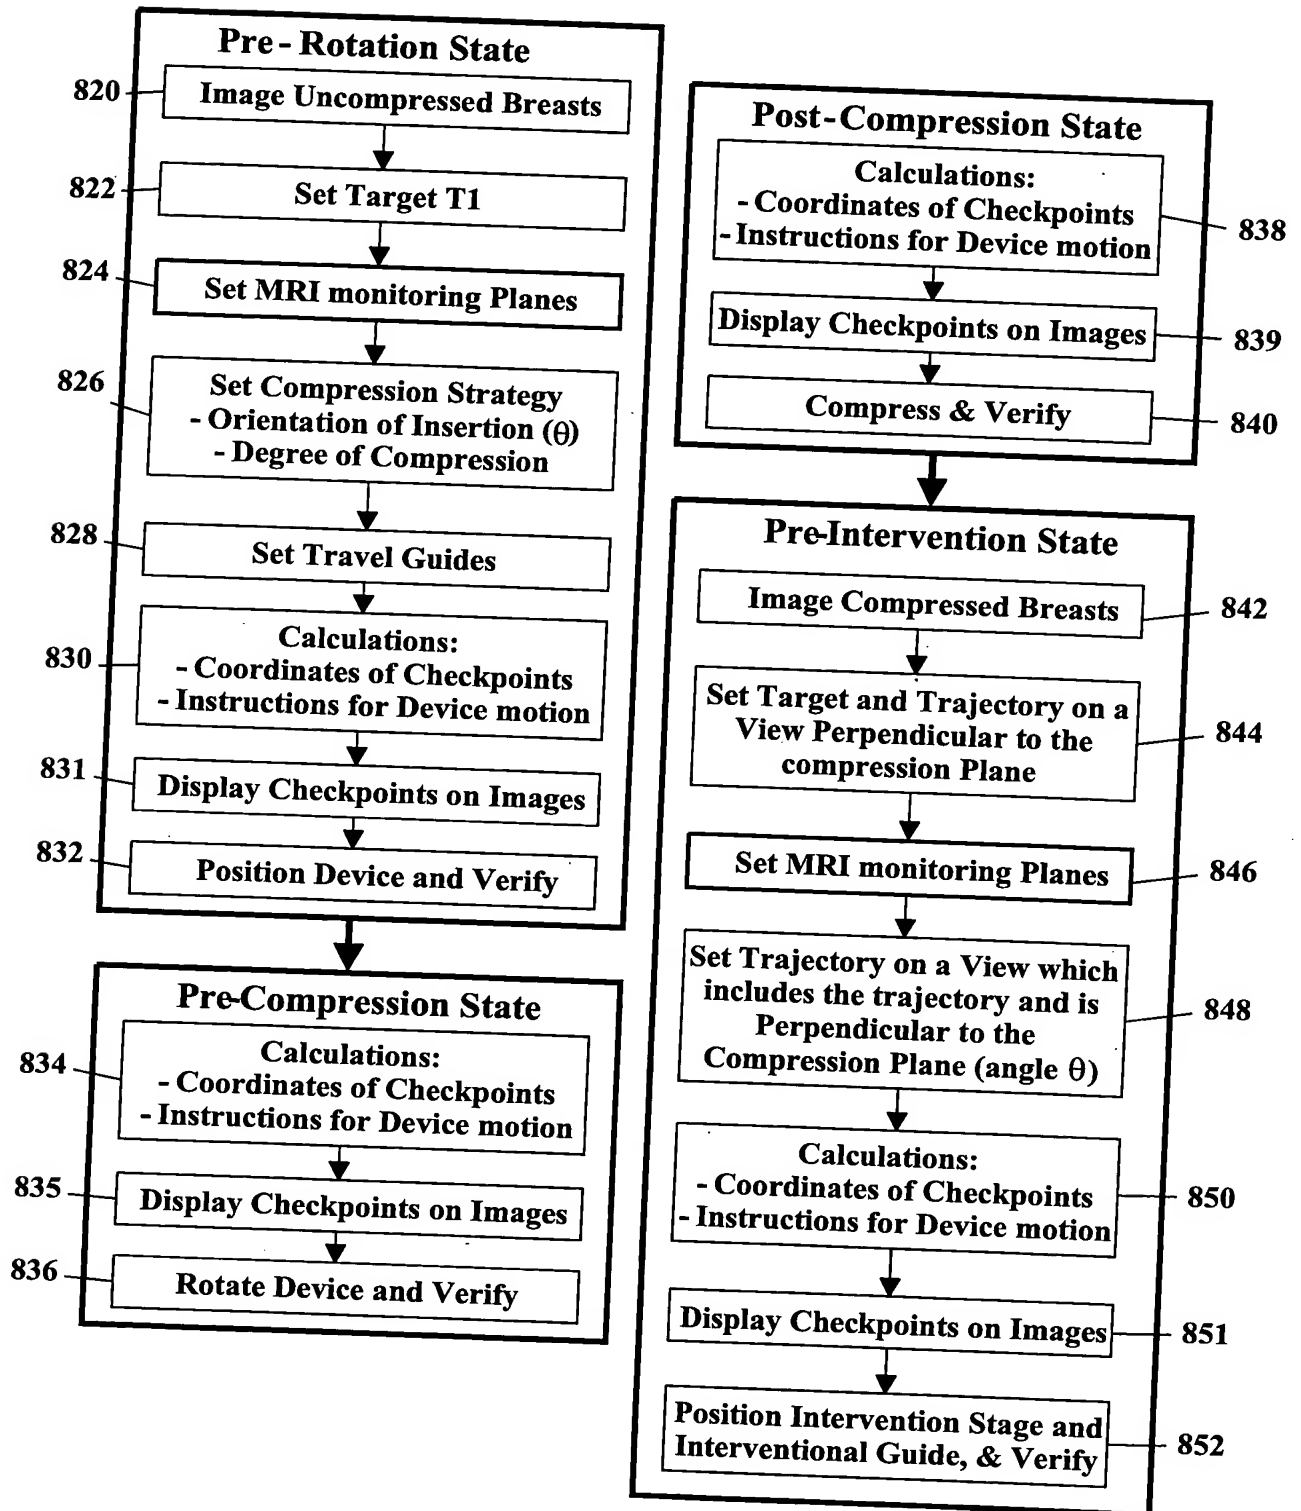 Pre - Rotation State
820
Image Uncompressed Breasts
822
Set Target T1
824
Set MRI monitoring Planes
826
Set Compression Strategy
- Orientation of Insertion (θ)
- Degree of Compression
828
Set Travel Guides
830
Calculations:
- Coordinates of Checkpoints
- Instructions for Device motion
831
Display Checkpoints on Images
832
Position Device and Verify
Pre-Compression State
834
Calculations:
- Coordinates of Checkpoints
- Instructions for Device motion
835
Display Checkpoints on Images
836
Rotate Device and Verify
Post-Compression State
Calculations:
- Coordinates of Checkpoints
- Instructions for Device motion
838
Display Checkpoints on Images
839
Compress & Verify
840
Pre-Intervention State
Image Compressed Breasts
842
Set Target and Trajectory on a
View Perpendicular to the
compression Plane
844
Set MRI monitoring Planes
846
Set Trajectory on a View which
includes the trajectory and is
Perpendicular to the
Compression Plane (angle θ)
848
Calculations:
- Coordinates of Checkpoints
- Instructions for Device motion
850
Display Checkpoints on Images
851
Position Intervention Stage and
Interventional Guide, & Verify
852